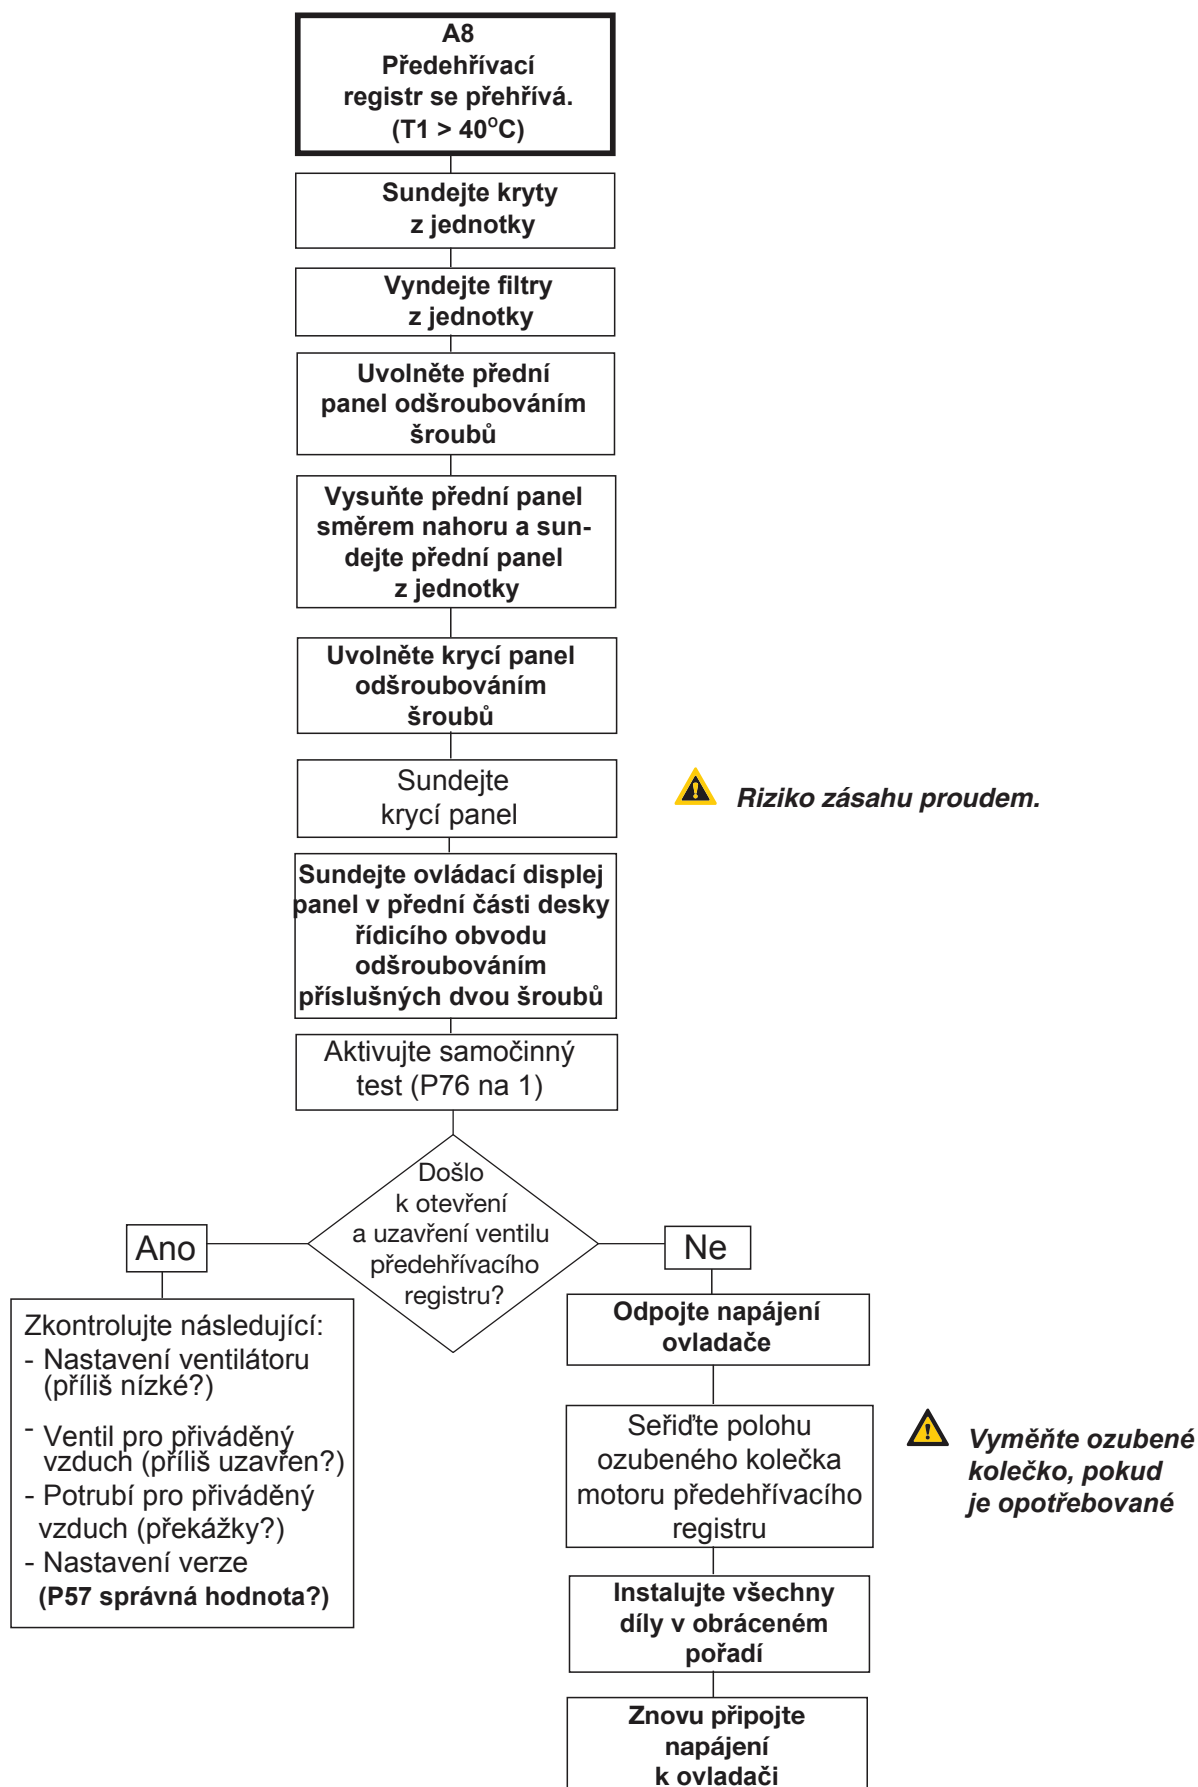 A8
Předehřívací
registr se přehřívá.
(T1 > 40°C)
Sundejte kryty
z jednotky
Vyndejte filtry
z jednotky
Uvolněte přední
panel odšroubováním
šroubů
Vysuňte přední panel
směrem nahoru a sun-
dejte přední panel
z jednotky
Uvolněte krycí panel
odšroubováním
šroubů
Sundejte
krycí panel
Riziko zásahu proudem.
Sundejte ovládací displej
panel v přední části desky
řídicího obvodu
odšroubováním
příslušných dvou šroubů
Aktivujte samočinný
test (P76 na 1)
Došlo
k otevření
a uzavření ventilu
předehřívacího
registru?
Ano
Ne
Zkontrolujte následující:
- Nastavení ventilátoru
(příliš nízké?)
- Ventil pro přiváděný
vzduch (příliš uzavřen?)
- Potrubí pro přiváděný
vzduch (překážky?)
- Nastavení verze
(P57 správná hodnota?)
Odpojte napájení
ovladače
Seřiďte polohu
ozubeného kolečka
motoru předehřívacího
registru
Vyměňte ozubené
kolečko, pokud
je opotřebované
Instalujte všechny
díly v obráceném
pořadí
Znovu připojte
napájení
k ovladači